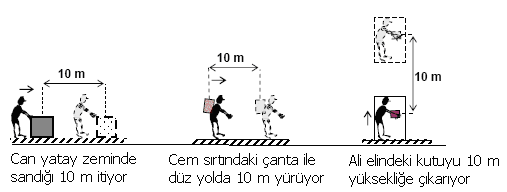 10 m
10 m
10 m
Can yatay zeminde
sandiği 10 m itiyor
Cem sırtındaki çanta ile
düz yolda 10 m yürüyor
Ali elindeki kutuyu 10 m
yüksekliğe çıkarıyor